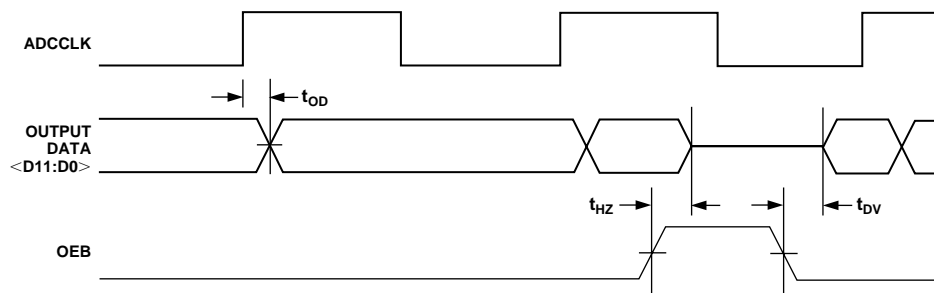 ADCCLK
tOD
OUTPUT
DATA
<D11:D0>
tHZ
tDV
OEB